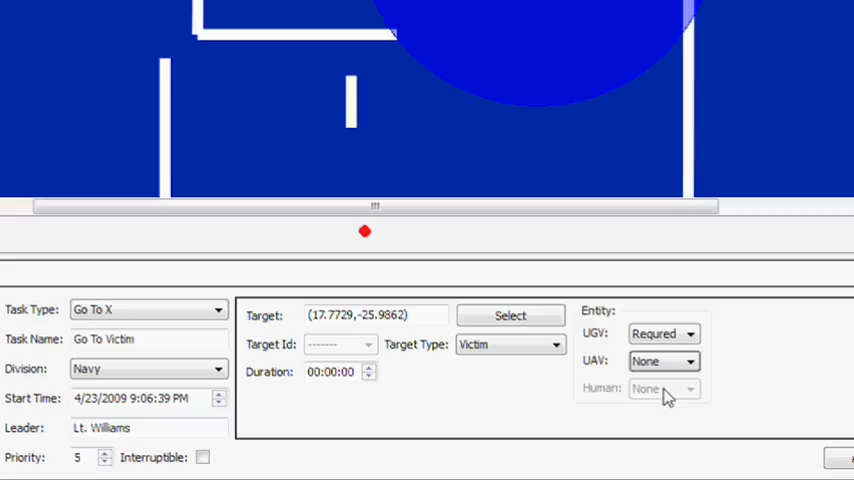 Task Type: Go To X
Task Name: Go To Victim
Division: Navy
Start Time: 4/23/2009 9:06:39 PM
Leader: Lt. Williams
Priority: 5 Interruptible:
Target: (17.7729,-25.9862) Select
Target Id: ------- Target Type: Victim
Duration: 00:00:00
Entity:
UGV: Requred
UAV: None
Human: None